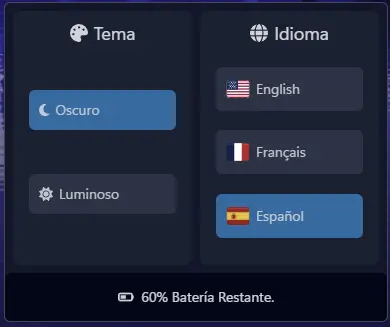 Tema
Oscuro
Luminoso
Idioma
English
Français
Español
60% Batería Restante.